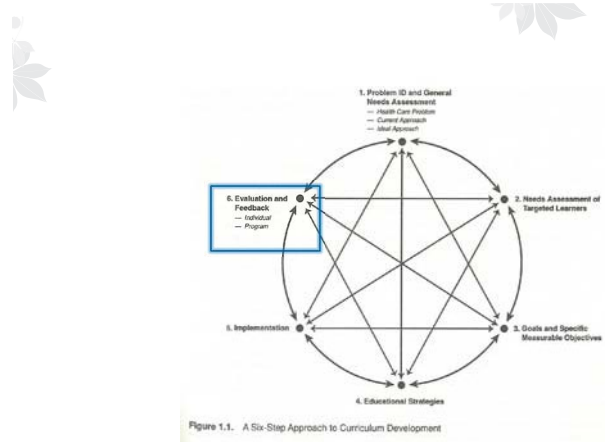 1. Problem ID and General
Needs Assessment
— Health Care Problem
— Current Approach
— Ideal Approach
6. Evaluation and
Feedback
— Individual
— Program
2. Needs Assessment of
Targeted Learners
5. Implementation
3. Goals and Specific
Measurable Objectives
4. Educational Strategies
Figure 1.1. A Six-Step Approach to Curriculum Development